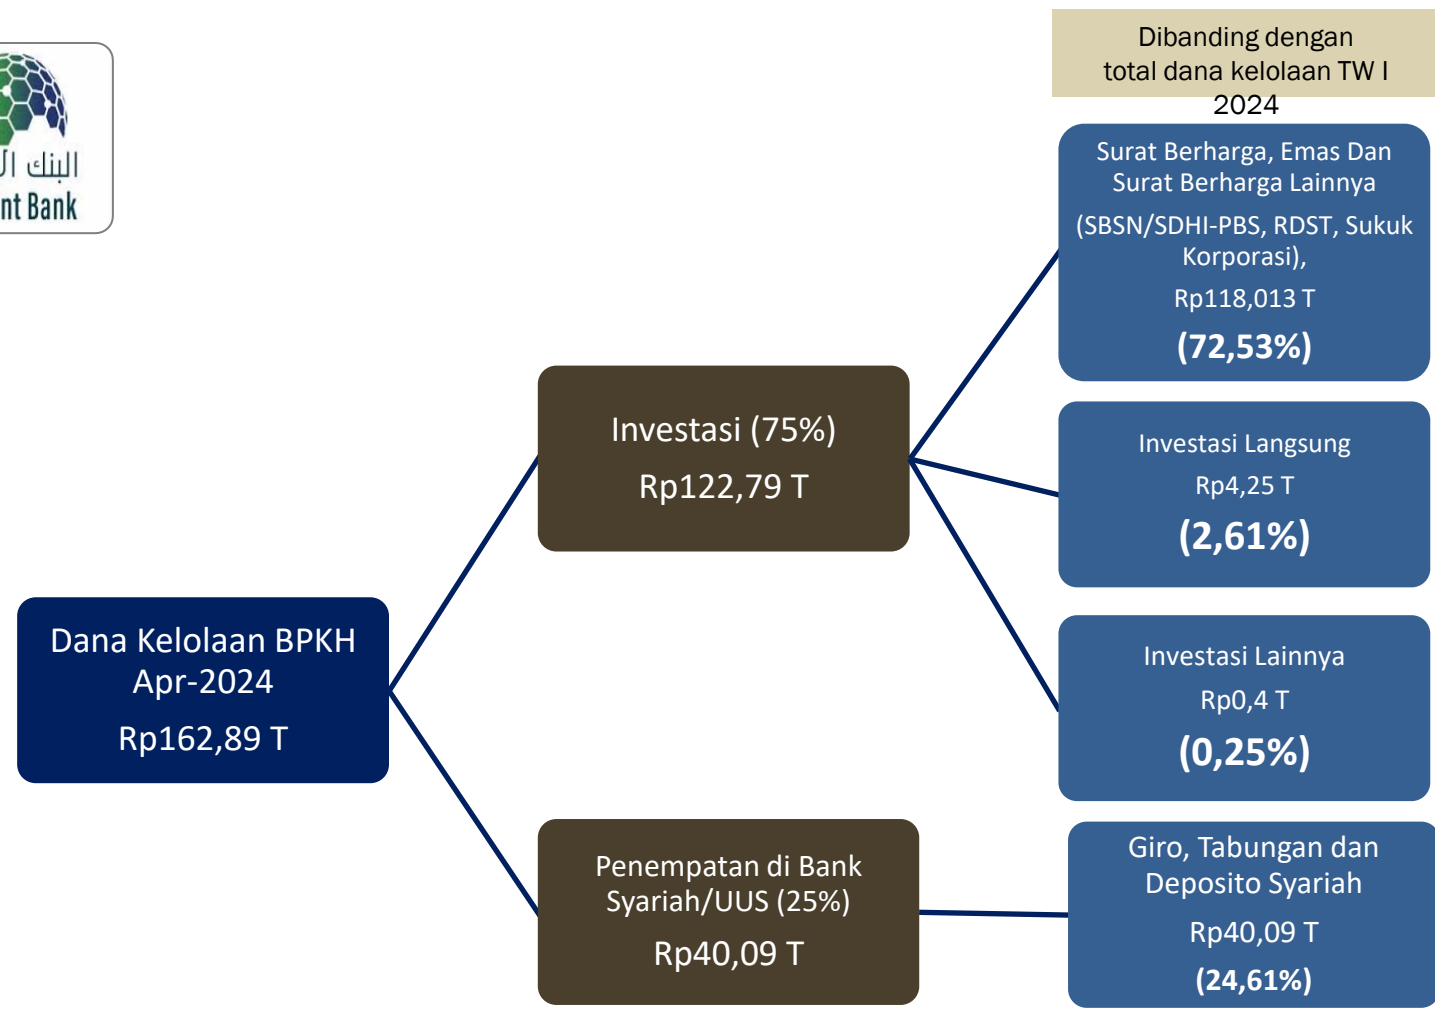 البنك
nt Bank
Dibanding dengan
total dana kelolaan TW I
2024
Surat Berharga, Emas Dan
Surat Berharga Lainnya
(SBSN/SDHI-PBS, RDST, Sukuk
Korporasi),
Rp118,013 T
(72,53%)
Investasi (75%)
Rp122,79 T
Investasi Langsung
Rp4,25 T
(2,61%)
Dana Kelolaan BPKH
Apr-2024
Rp162,89 T
Investasi Lainnya
Rp0,4 T
(0,25%)
Penempatan di Bank
Syariah/UUS (25%)
Rp40,09 T
Giro, Tabungan dan
Deposito Syariah
Rp40,09 T
(24,61%)